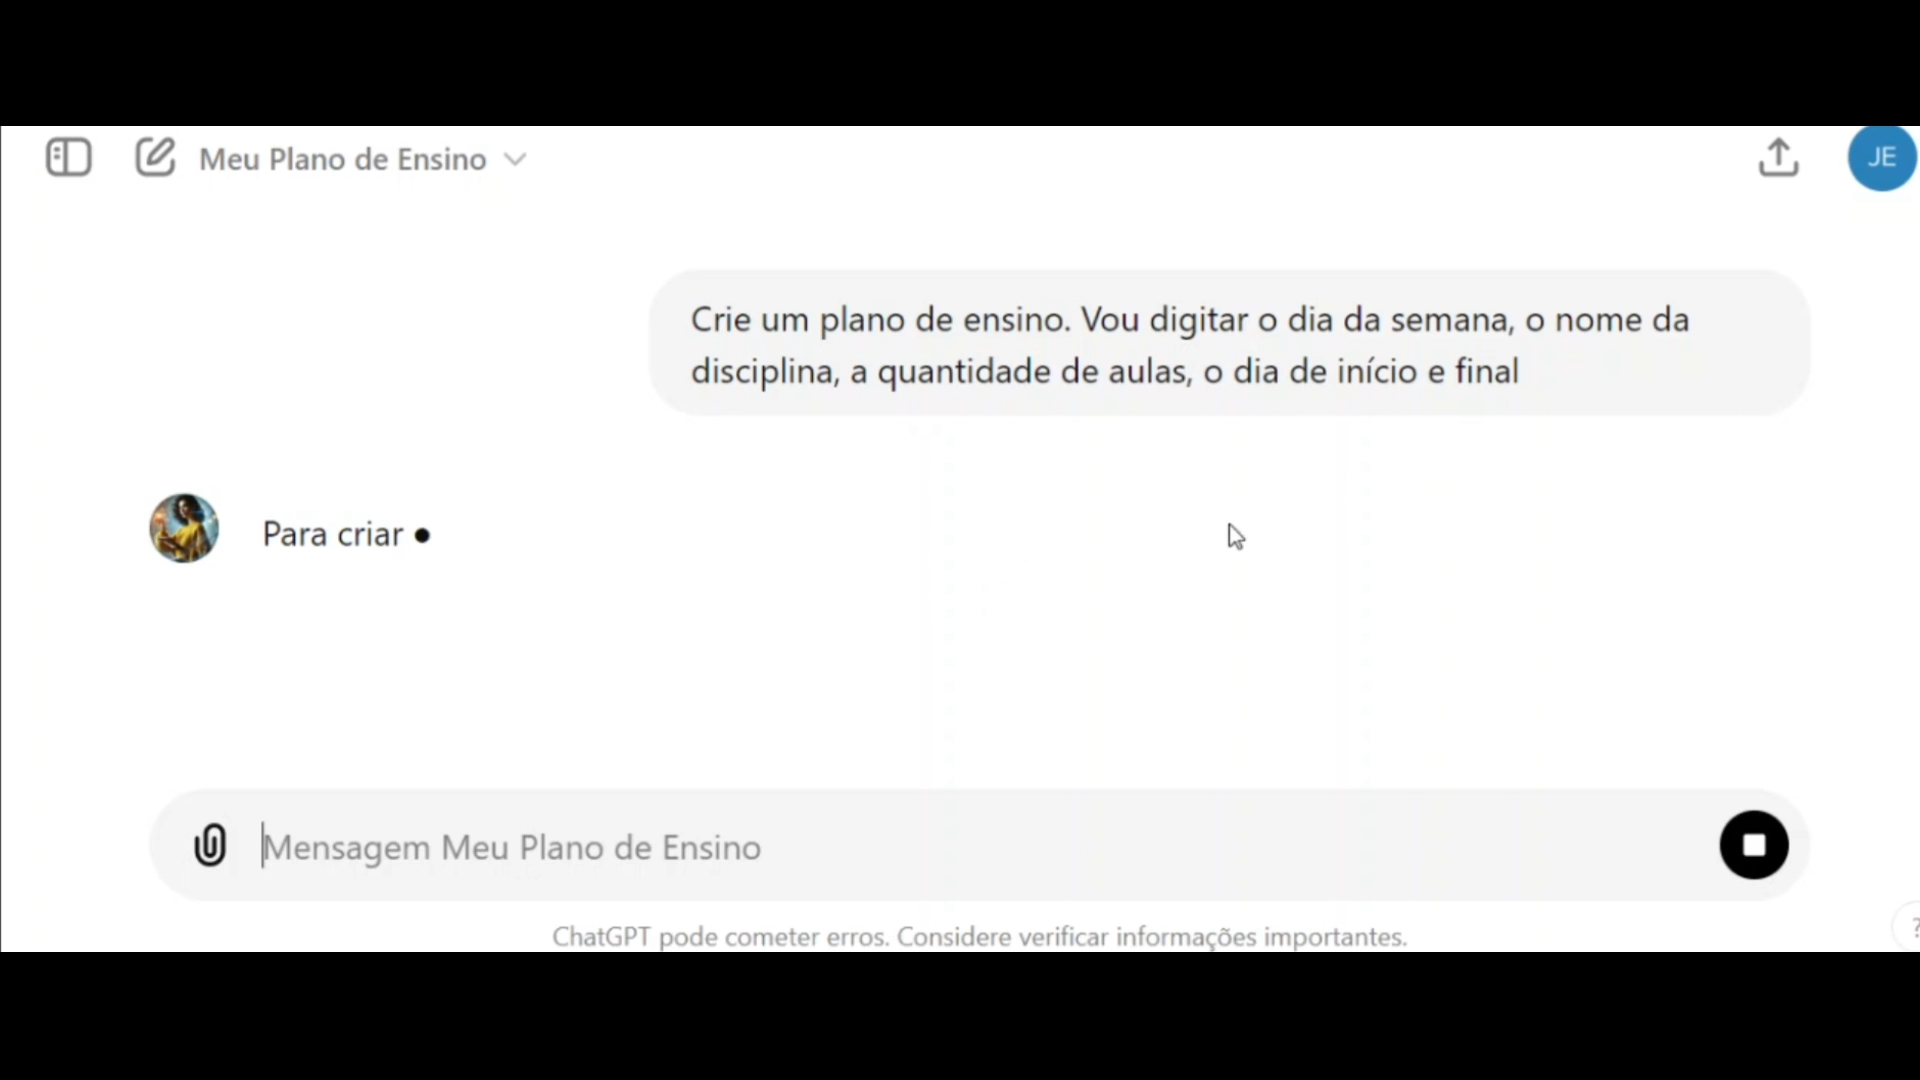 Meu Plano de Ensino
JE
Crie um plano de ensino. Vou digitar o dia da semana, o nome da
disciplina, a quantidade de aulas, o dia de início e final
Para criar
Mensagem Meu Plano de Ensino
ChatGPT pode cometer erros. Considere verificar informações importantes.
?